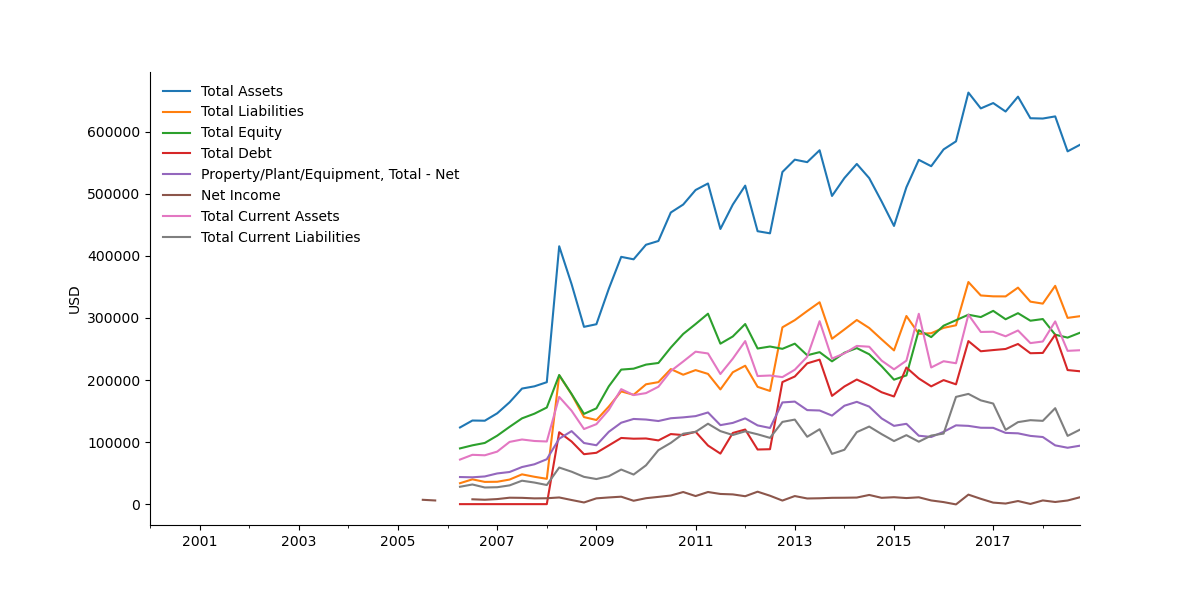 Total Assets
Total Liabilities
Total Equity
Total Debt
Property/Plant/Equipment, Total - Net
Net Income
Total Current Assets
Total Current Liabilities
USD
600000
500000
400000
300000
200000
100000
0
2001 2003 2005 2007 2009 2011 2013 2015 2017